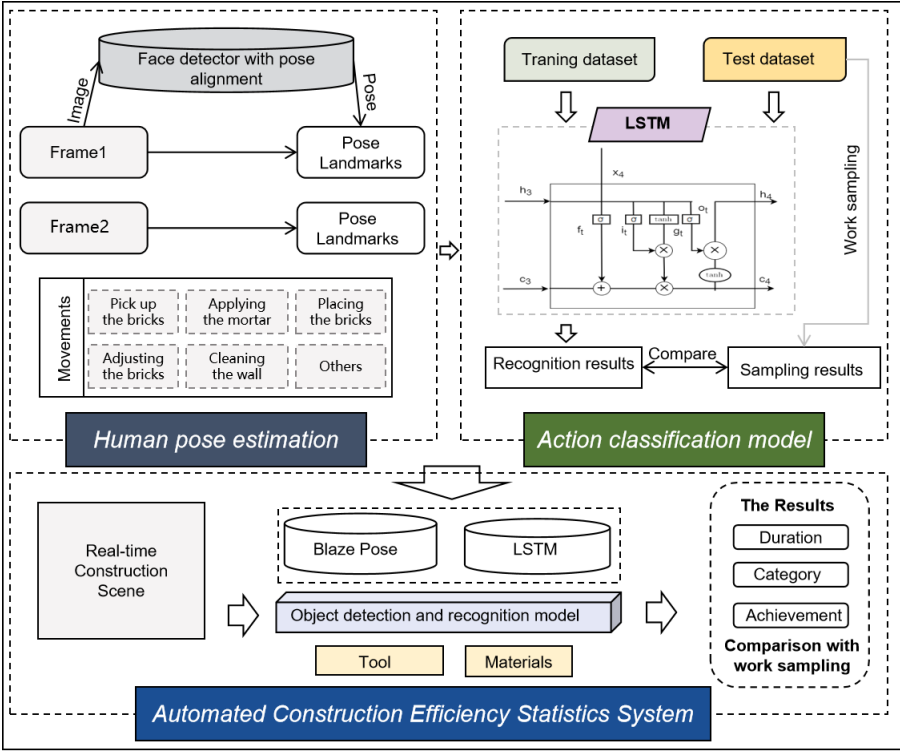 Face detector with pose
alignment
Image
Pose
Frame1
Pose
Landmarks
Frame2
Pose
Landmarks
Movements
Pick up
the bricks
Applying
the mortar
Placing
the bricks
Adjusting
the bricks
Cleaning
the wall
Others
Human pose estimation
Traning dataset
Test dataset
LSTM
x4
h3
h4
ft
σ
it
σ
tanh
gt
ot
σ
×
×
tanh
c3
+
×
c4
Work sampling
Recognition results
Compare
Sampling results
Action classification model
Real-time
Construction
Scene
Blaze Pose
LSTM
Object detection and recognition model
Tool
Materials
The Results
Duration
Category
Achievement
Comparison with
work sampling
Automated Construction Efficiency Statistics System